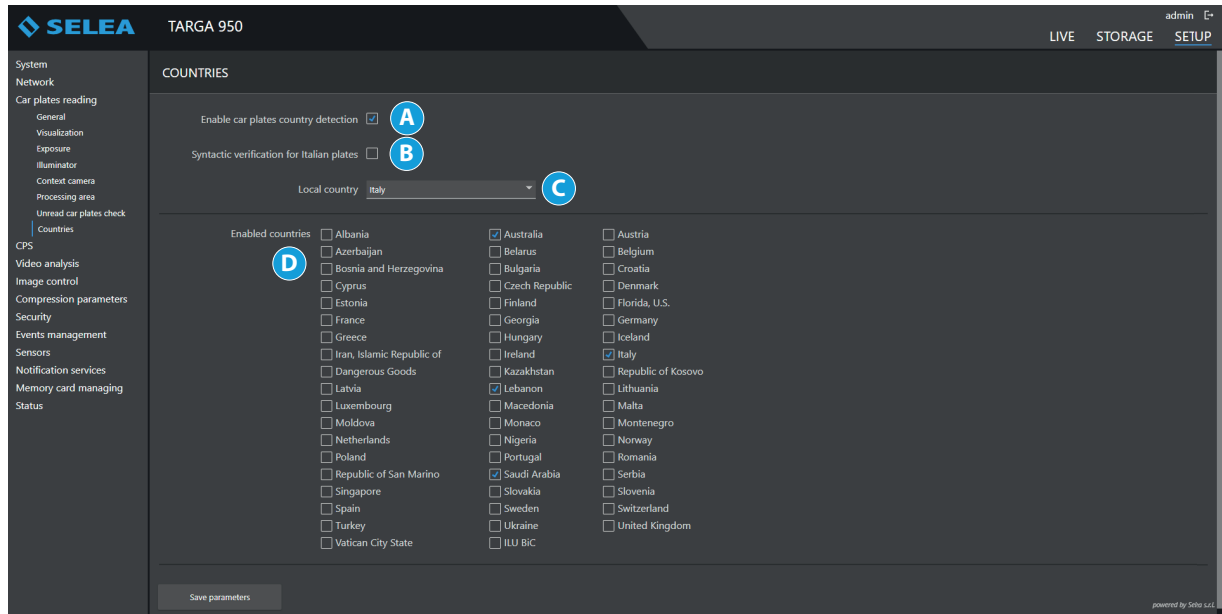 SELEA
TARGA 950
admin
LIVE STORAGE SETUP
System
Network
Car plates reading
General
Visualization
Exposure
Illuminator
Context camera
Processing area
Unread car plates check
Countries
CPS
Video analysis
Image control
Compression parameters
Security
Events management
Sensors
Notification services
Memory card managing
Status
COUNTRIES
Enable car plates country detection A
Syntactic verification for Italian plates B
Local country Italy C
Enabled countries D
Albania Australia Austria
Azerbaijan Belarus Belgium
Bosnia and Herzegovina Bulgaria Croatia
Cyprus Czech Republic Denmark
Estonia Finland Florida, U.S.
France Georgia Germany
Greece Hungary Iceland
Iran, Islamic Republic of Ireland Italy
Dangerous Goods Kazakhstan Republic of Kosovo
Latvia Lebanon Lithuania
Luxembourg Macedonia Malta
Moldova Monaco Montenegro
Netherlands Nigeria Norway
Poland Portugal Romania
Republic of San Marino Saudi Arabia Serbia
Singapore Slovakia Slovenia
Spain Sweden Switzerland
Turkey Ukraine United Kingdom
Vatican City State ILU BiC
Save parameters
powered by Selea s.r.l.